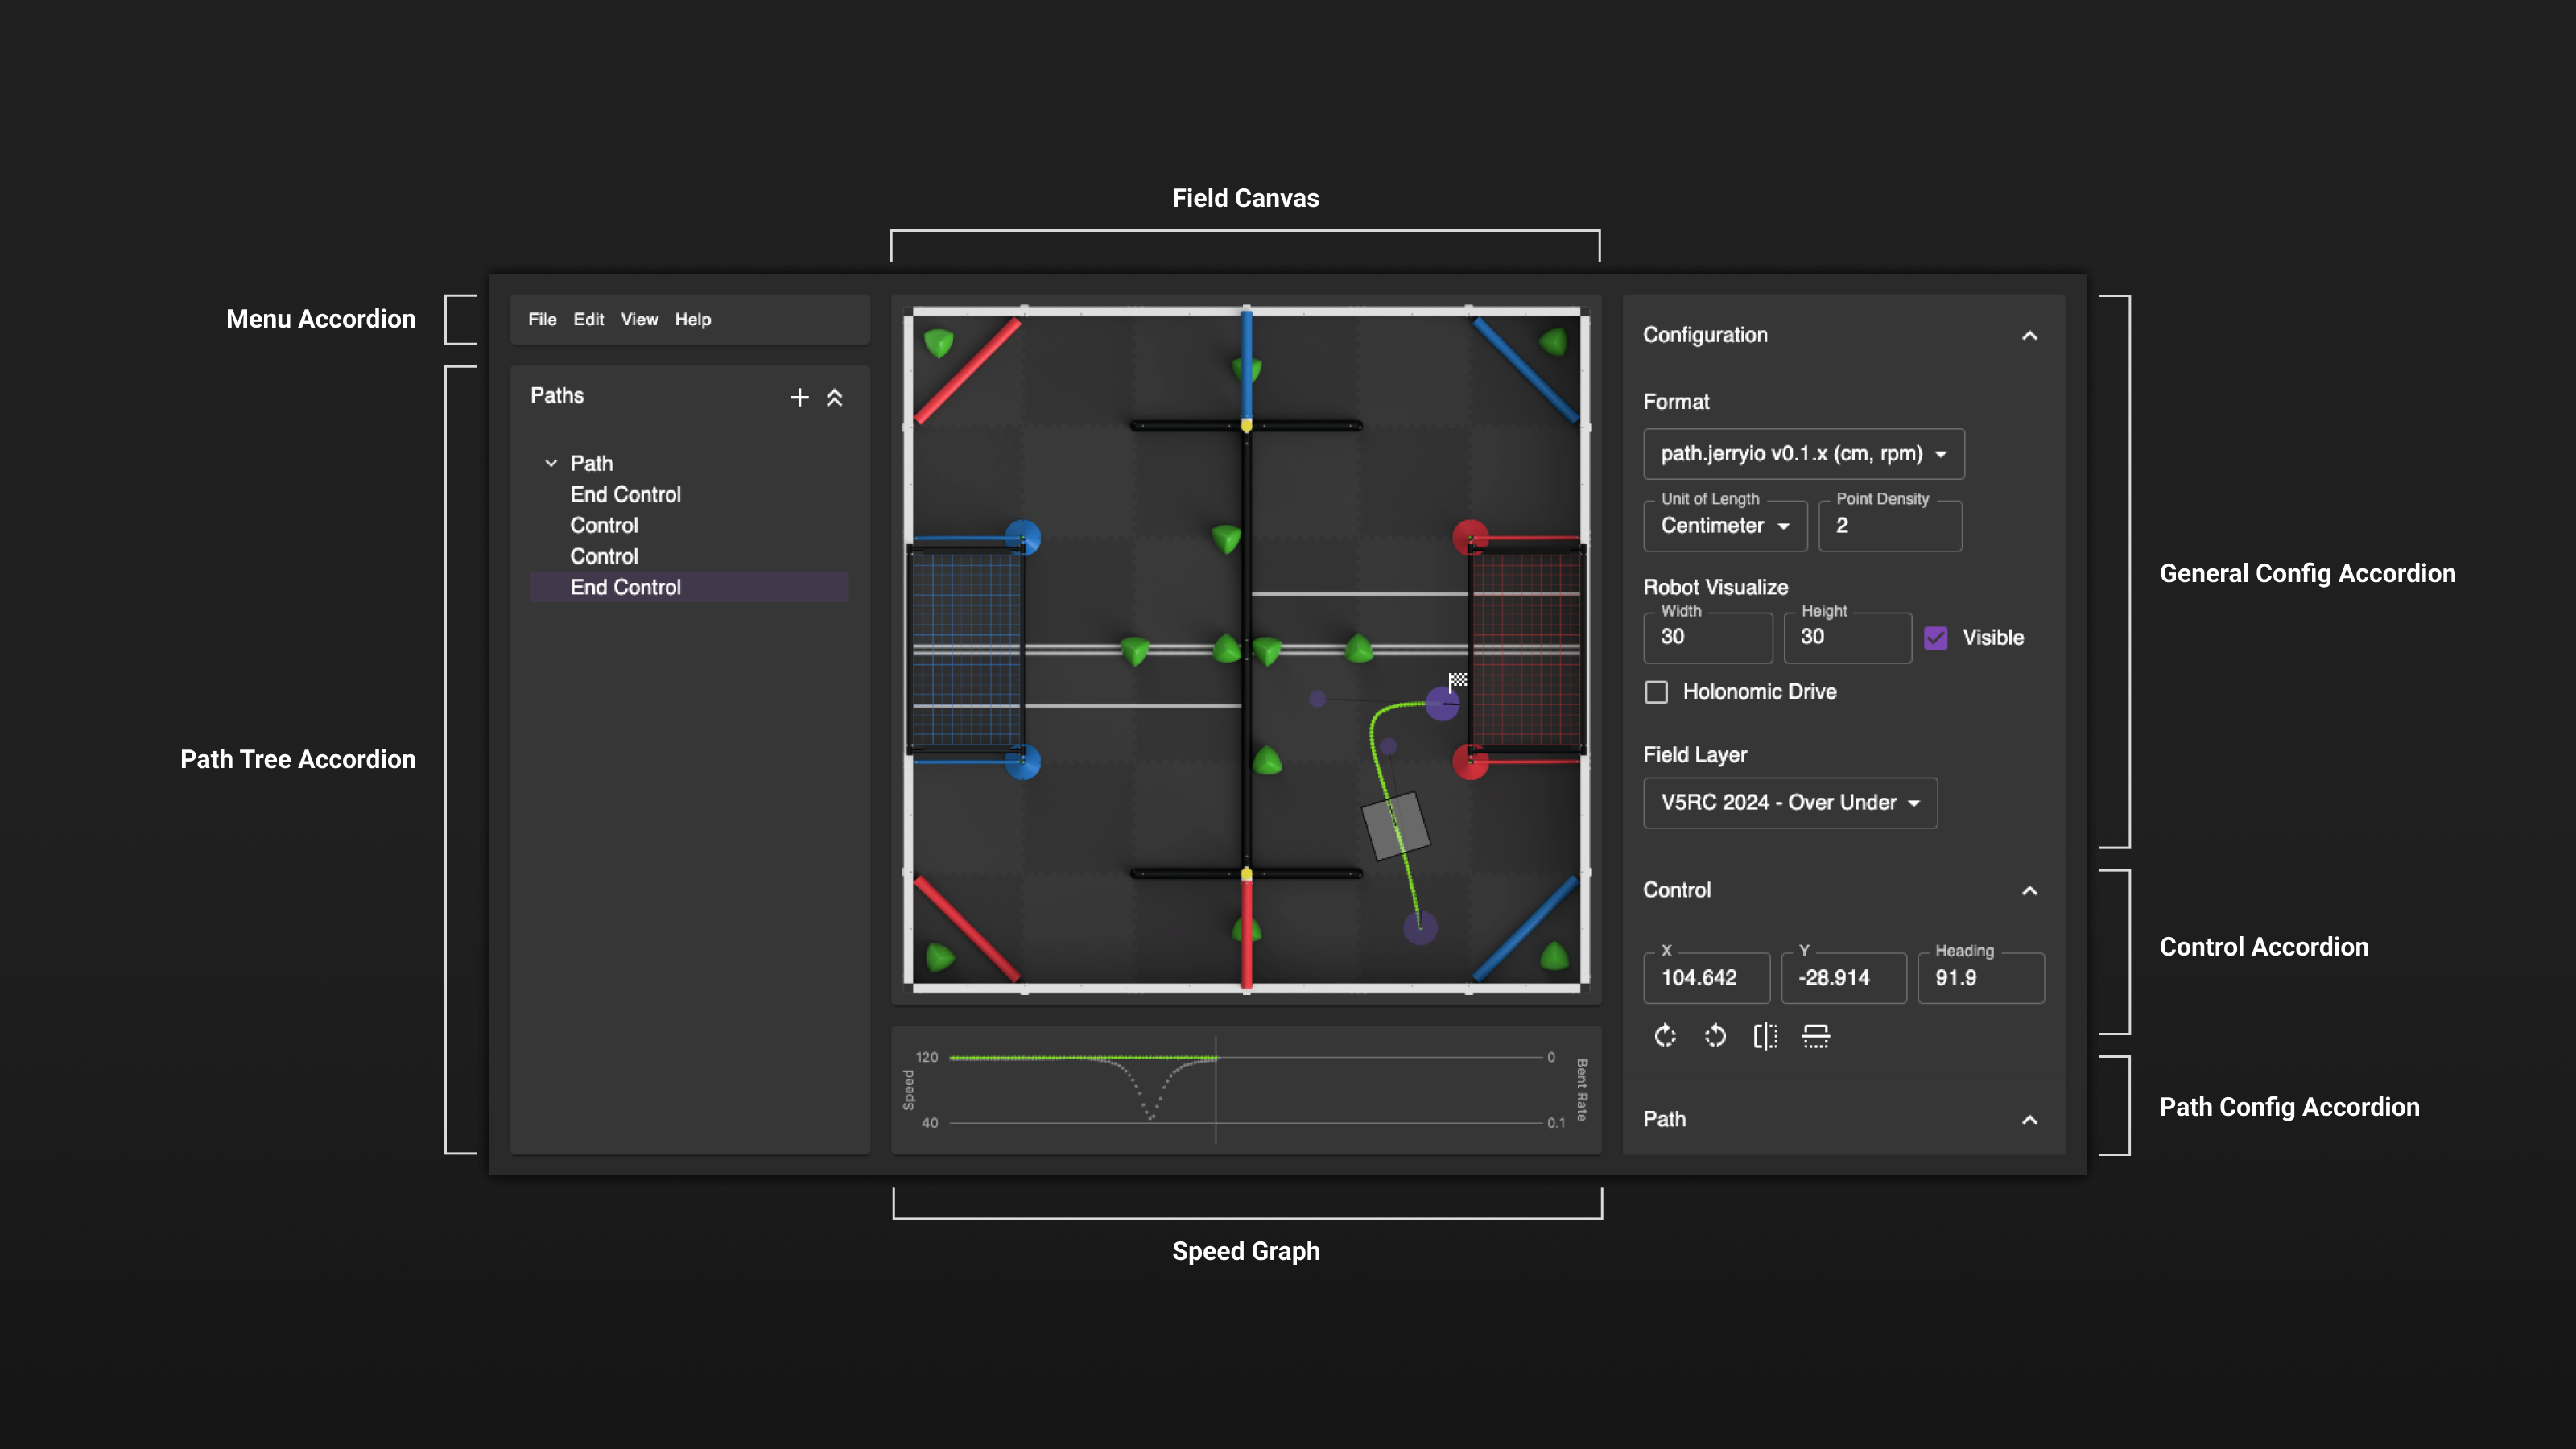 Field Canvas
Menu Accordion
File Edit View Help
Paths
Path
End Control
Control
Control
End Control
Path Tree Accordion
120
Speed
40
0
Bent Rate
0.1
Speed Graph
Configuration
Format
path.jerryio v0.1.x (cm, rpm)
Unit of Length Point Density
Centimeter 2
Robot Visualize
Width Height
30 30 Visible
Holonomic Drive
Field Layer
V5RC 2024 - Over Under
Control
X Y Heading
104.642 -28.914 91.9
Path
General Config Accordion
Control Accordion
Path Config Accordion